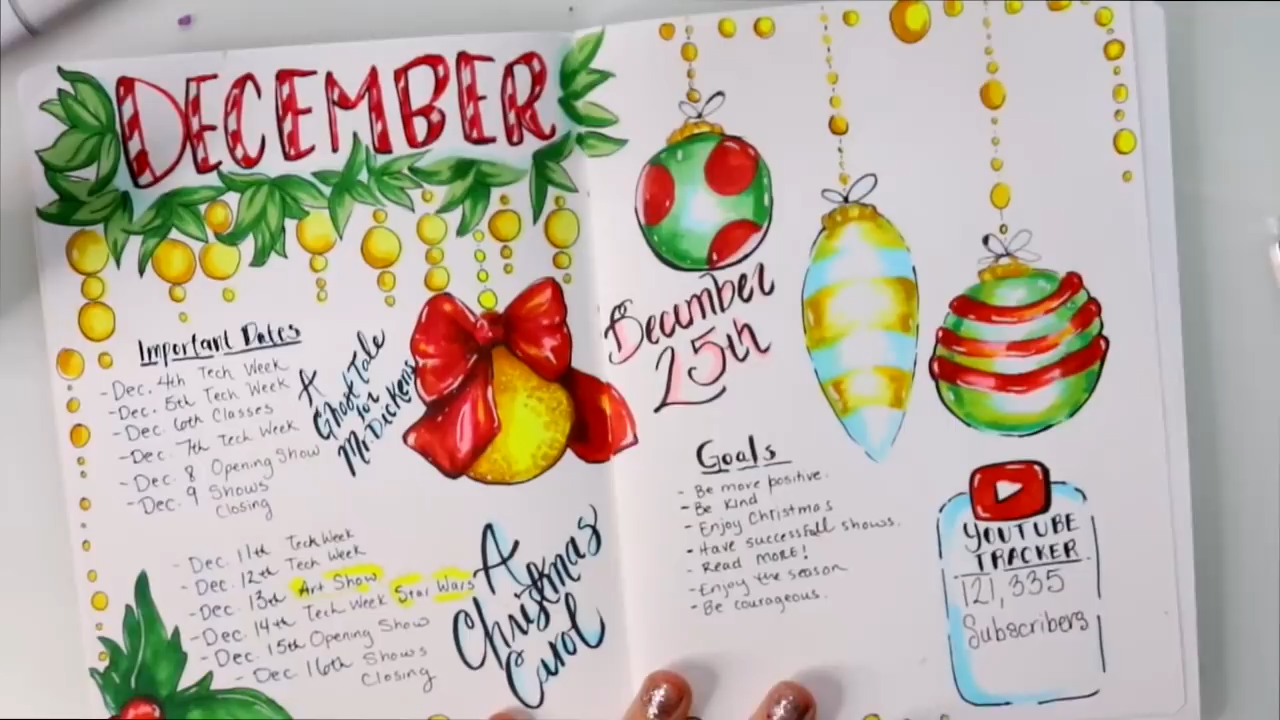 DECEMBER
Important Dates
- Dec. 4th Tech Week
- Dec. 5th Tech Week
- Dec. 6th Classes
- Dec. 7th Tech Week
- Dec. 8 Opening Show
- Dec. 9 Shows
Closing
A
Ghost Tale
for
Mr. Dickens
- Dec. 11th Tech Week
- Dec. 12th Tech Week
- Dec. 13th Art Show Star Wars
- Dec. 14th Tech Week
- Dec. 15th Opening Show
- Dec. 16th Shows
Closing
A
Christmas
Carol
December
25th
Goals
- Be more positive.
- Be Kind
- Enjoy Christmas
- Have successfull shows.
- Read MORE!
- Enjoy the season
- Be courageous.
YOUTUBE
TRACKER
121,335
Subscribers